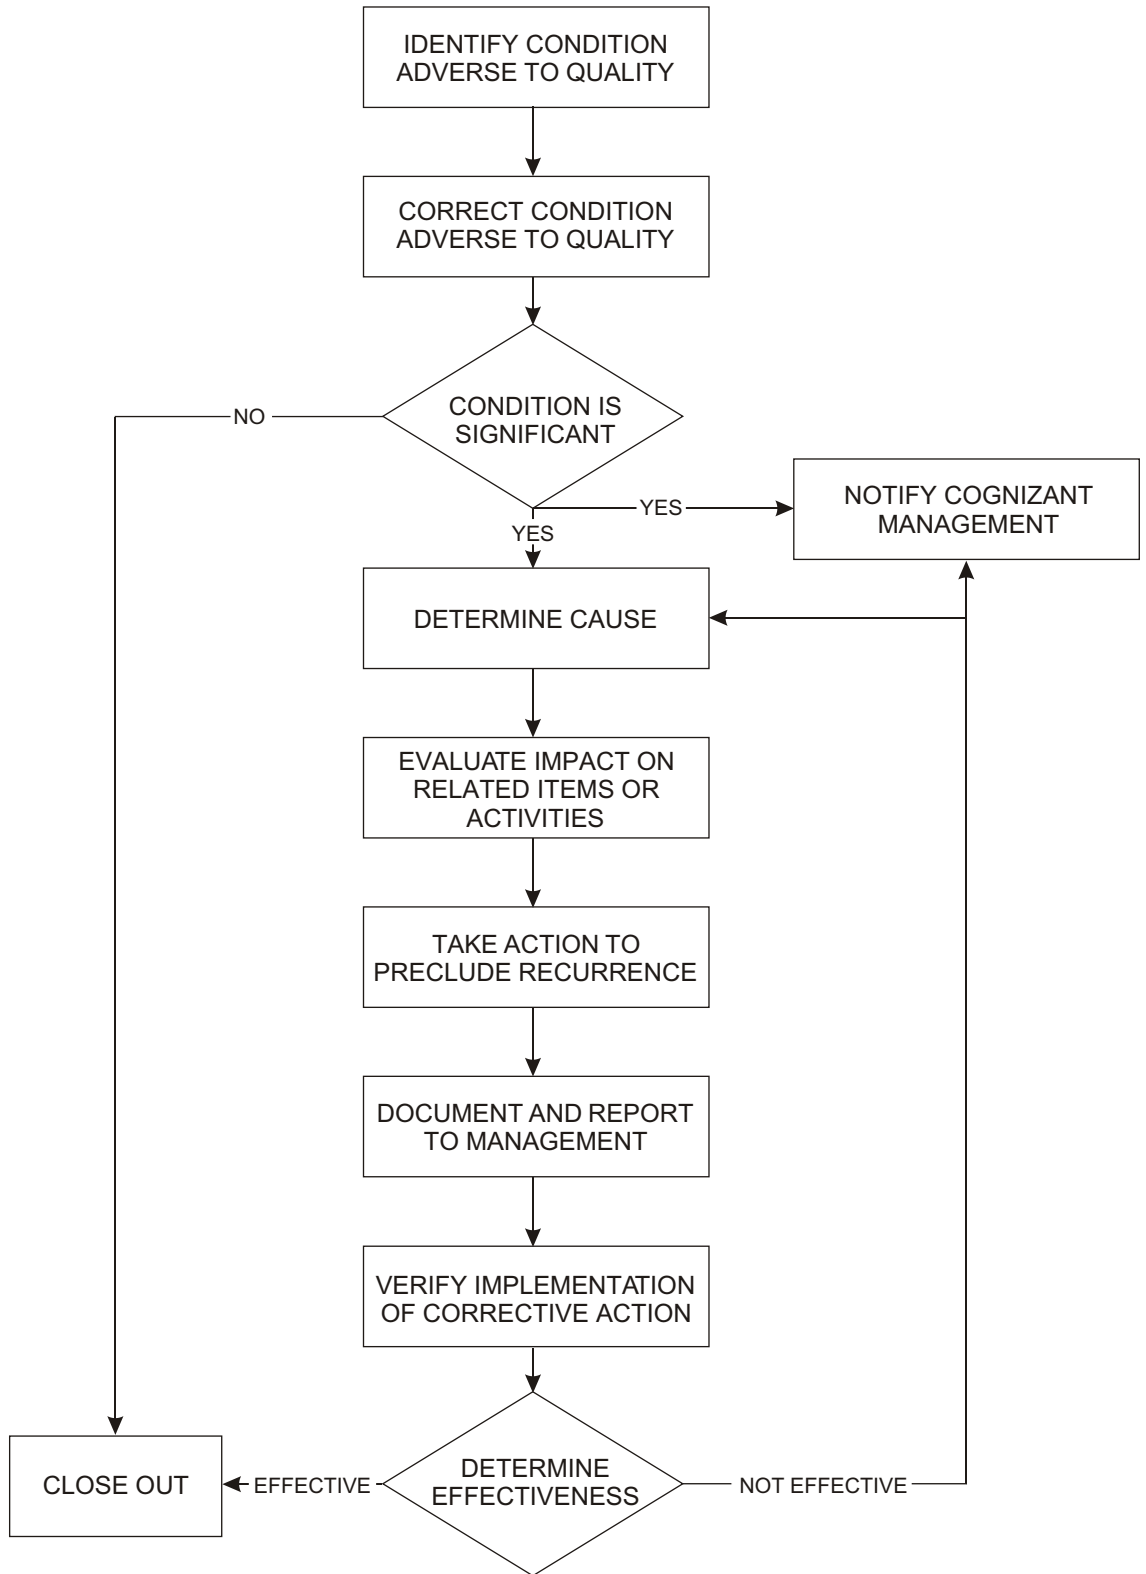 IDENTIFY CONDITION
ADVERSE TO QUALITY
CORRECT CONDITION
ADVERSE TO QUALITY
CONDITION IS
SIGNIFICANT
NO
YES
YES
NOTIFY COGNIZANT
MANAGEMENT
DETERMINE CAUSE
EVALUATE IMPACT ON
RELATED ITEMS OR
ACTIVITIES
TAKE ACTION TO
PRECLUDE RECURRENCE
DOCUMENT AND REPORT
TO MANAGEMENT
VERIFY IMPLEMENTATION
OF CORRECTIVE ACTION
DETERMINE
EFFECTIVENESS
EFFECTIVE
NOT EFFECTIVE
CLOSE OUT